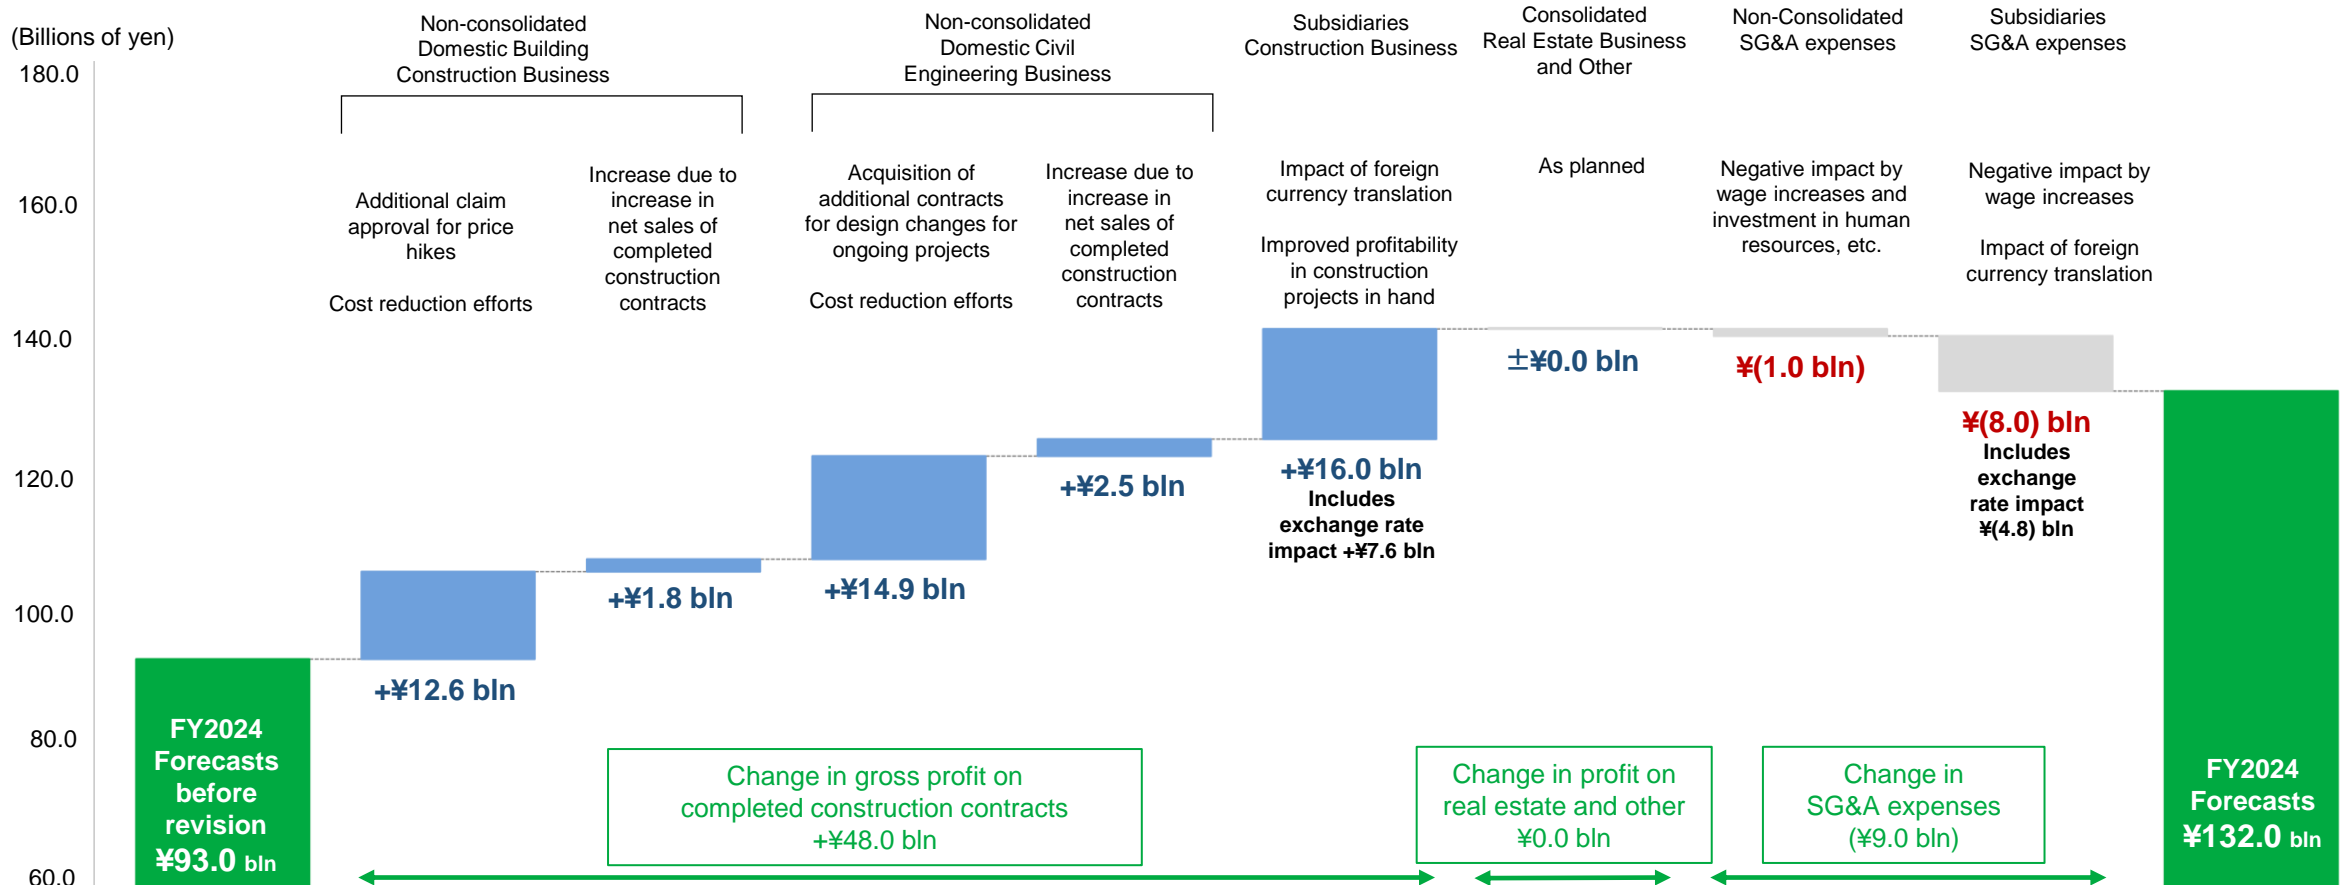 (Billions of yen)
180.0
160.0
140.0
120.0
100.0
80.0
60.0
Non-consolidated
Domestic Building
Construction Business
Non-consolidated
Domestic Civil
Engineering Business
Subsidiaries
Construction Business
Consolidated
Real Estate Business
and Other
Non-Consolidated
SG&A expenses
Subsidiaries
SG&A expenses
Additional claim
approval for price
hikes
Cost reduction efforts
Increase due to
increase in
net sales of
completed
construction
contracts
Acquisition of
additional contracts
for design changes for
ongoing projects
Cost reduction efforts
Increase due to
increase in
net sales of
completed
construction
contracts
Impact of foreign
currency translation
Improved profitability
in construction
projects in hand
As planned
Negative impact by
wage increases and
investment in human
resources, etc.
Negative impact by
wage increases
Impact of foreign
currency translation
+¥12.6 bln
+¥1.8 bln
+¥14.9 bln
+¥2.5 bln
+¥16.0 bln
Includes
exchange rate
impact +¥7.6 bln
±¥0.0 bln
¥(1.0 bln)
¥(8.0) bln
Includes
exchange
rate impact
¥(4.8) bln
FY2024
Forecasts
before
revision
¥93.0 bln
Change in gross profit on
completed construction contracts
+¥48.0 bln
Change in profit on
real estate and other
¥0.0 bln
Change in
SG&A expenses
(¥9.0 bln)
FY2024
Forecasts
¥132.0 bln